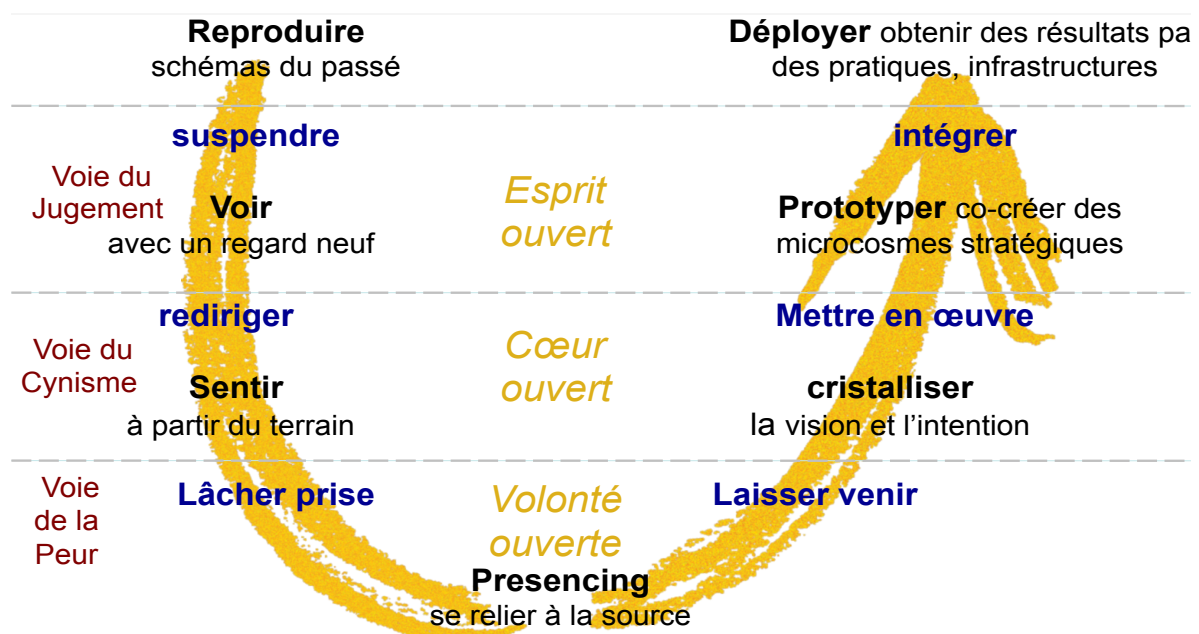 Reproduire
schémas du passé
Déployer obtenir des résultats pa
des pratiques, infrastructures
suspendre
intégrer
Voie du
Jugement
Voir
avec un regard neuf
Esprit
ouvert
Prototyper co-créer des
microcosmes stratégiques
rediriger
Mettre en œuvre
Voie du
Cynisme
Sentir
à partir du terrain
Cœur
ouvert
cristalliser
la vision et l'intention
Voie
de la
Peur
Lâcher prise
Volonté
ouverte
Laisser venir
Presencing
se relier à la source